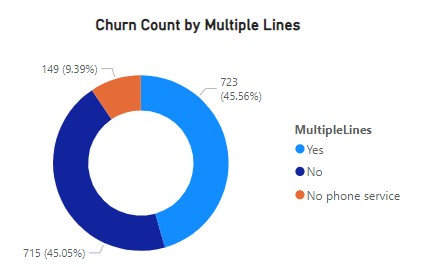 Churn Count by Multiple Lines
149 (9.39%)
723
(45.56%)
MultipleLines
Yes
No
No phone service
715 (45.05%)